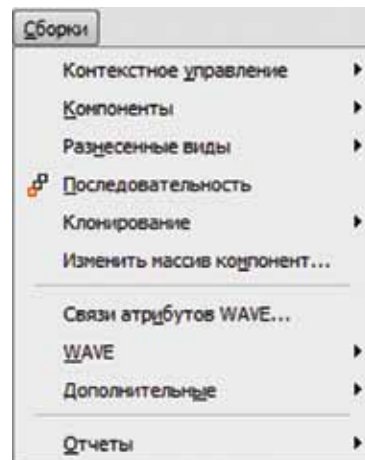 Сборки
Контекстное управление
Компоненты
Разнесенные виды
Последовательность
Клонирование
Изменить массив компонент...
Связи атрибутов WAVE...
WAVE
Дополнительные
Отчеты